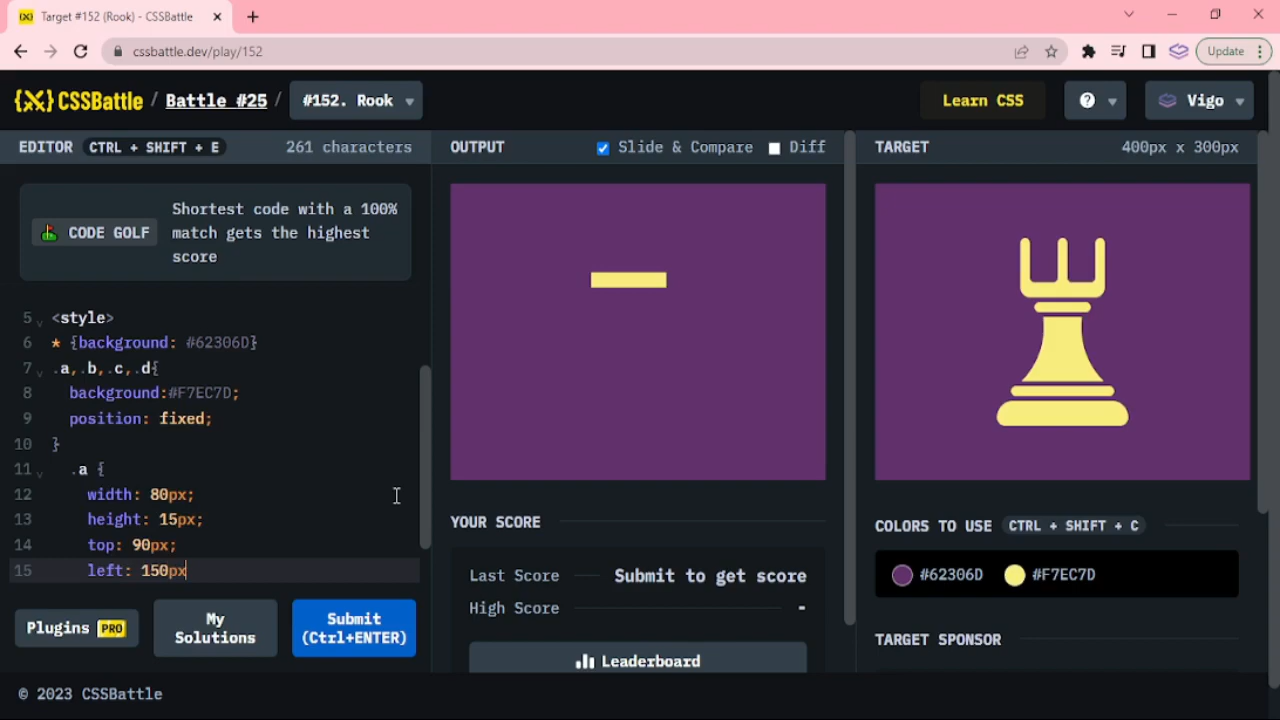 Target #152 (Rook) - CSSBattle
cssbattle.dev/play/152
Update
CSSBATTLE / Battle #25 / #152. Rook
Learn CSS
Vigo
EDITOR CTRL + SHIFT + E 261 characters
OUTPUT Slide & Compare Diff
TARGET 400px x 300px
CODE GOLF
Shortest code with a 100%
match gets the highest
score
5 <style>
6 * {background: #62306D}
7 .a,.b,.c,.d{
8 background:#F7EC7D;
9 position: fixed;
10 }
11 .a {
12 width: 80px;
13 height: 15px;
14 top: 90px;
15 left: 150px
Plugins PRO
My
Solutions
Submit
(Ctrl+ENTER)
YOUR SCORE
Last Score Submit to get score
High Score -
Leaderboard
COLORS TO USE CTRL + SHIFT + C
#62306D #F7EC7D
TARGET SPONSOR
© 2023 CSSBattle